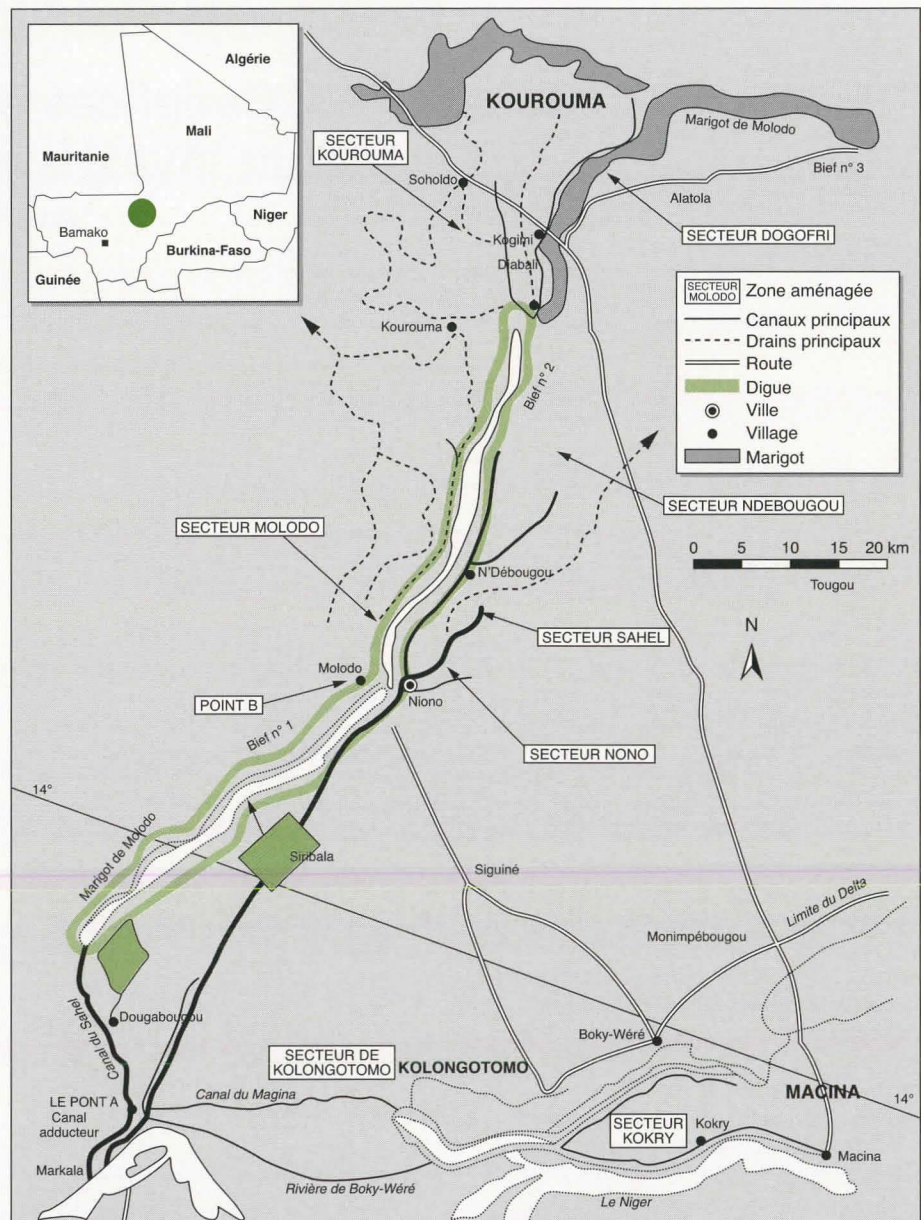 Algérie
Mali
Mauritanie
Niger
Bamako
Burkina-Faso
Guinée
KOUROUMA
Marigot de Molodo
SECTEUR
KOUROUMA
Bief n° 3
Soholdo
Alatola
Kogimi
SECTEUR DOGOFRI
Diabali
SECTEUR
MOLODO
Zone aménagée
Canaux principaux
Drains principaux
Route
Digue
Ville
Village
Marigot
Kourouma
Bief n° 2
SECTEUR NDEBOUGOU
SECTEUR MOLODO
0 5 10 15 20 km
Tougou
N'Débougou
N
SECTEUR SAHEL
Molodo
POINT B
Niono
Bief n° 1
SECTEUR NONO
14°
Marigot de Molodo
Siribala
Siguiné
Limite du Delta
Monimpébougou
Canal du Sahel
Dougabougou
Boky-Wéré
SECTEUR DE
KOLONGOTOMO
KOLONGOTOMO
MACINA
LE PONT A
Canal
adducteur
Canal du Magina
14°
SECTEUR
KOKRY
Kokry
Markala
Macina
Rivière de Boky-Wéré
Le Niger